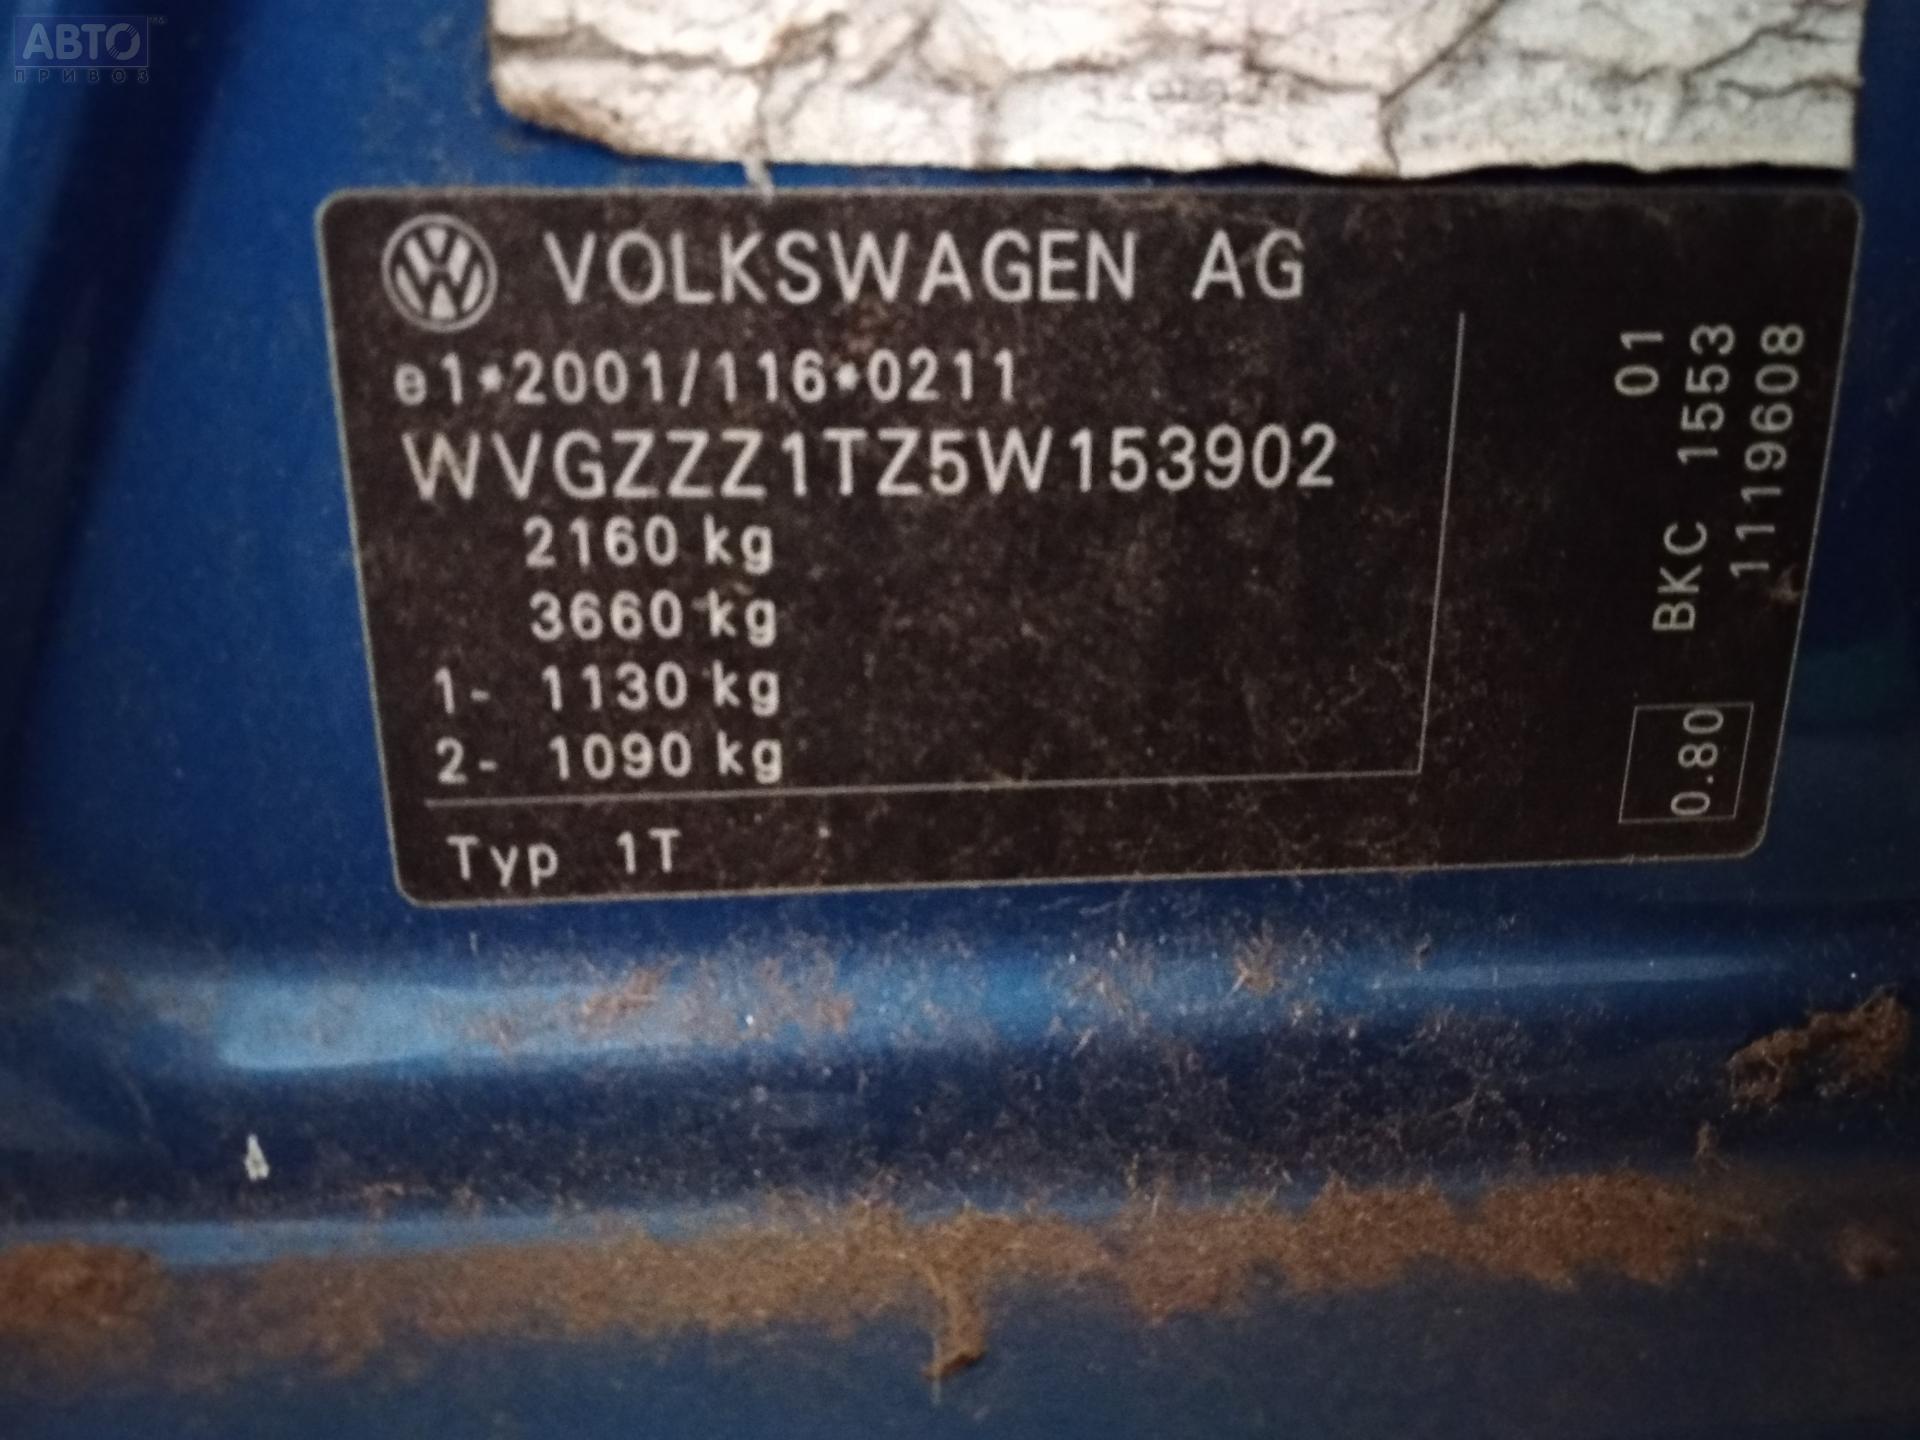 АВТО
ПРИВОЗ
VOLKSWAGEN AG
e1*2001/116*0211
WVGZZZ1TZ5W153902
2160 kg
3660 kg
1- 1130 kg
2- 1090 kg
Typ 1T
01
BKC 1553
1119608
0.80